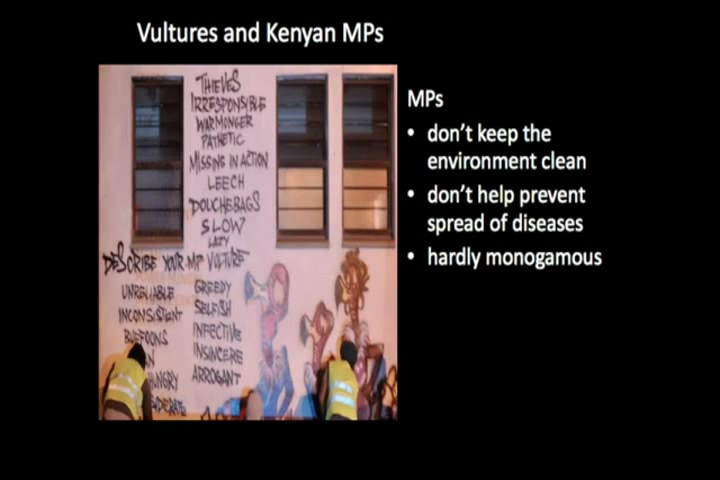 Vultures and Kenyan MPs
THIEVES
IRRESPONSIBLE
WARMONGER
PATHETIC
MISSING IN ACTION
LEECH
DOUCHEBAGS
SLOW
LAZY
DESCRIBE YOUR MP VULTURE
UNRELIABLE
INCONSISTENT
BUFFOONS
HUNGRY
GREEDY
SELFISH
INFECTIVE
INSINCERE
ARROGANT
MPs
• don't keep the
environment clean
• don't help prevent
spread of diseases
• hardly monogamous